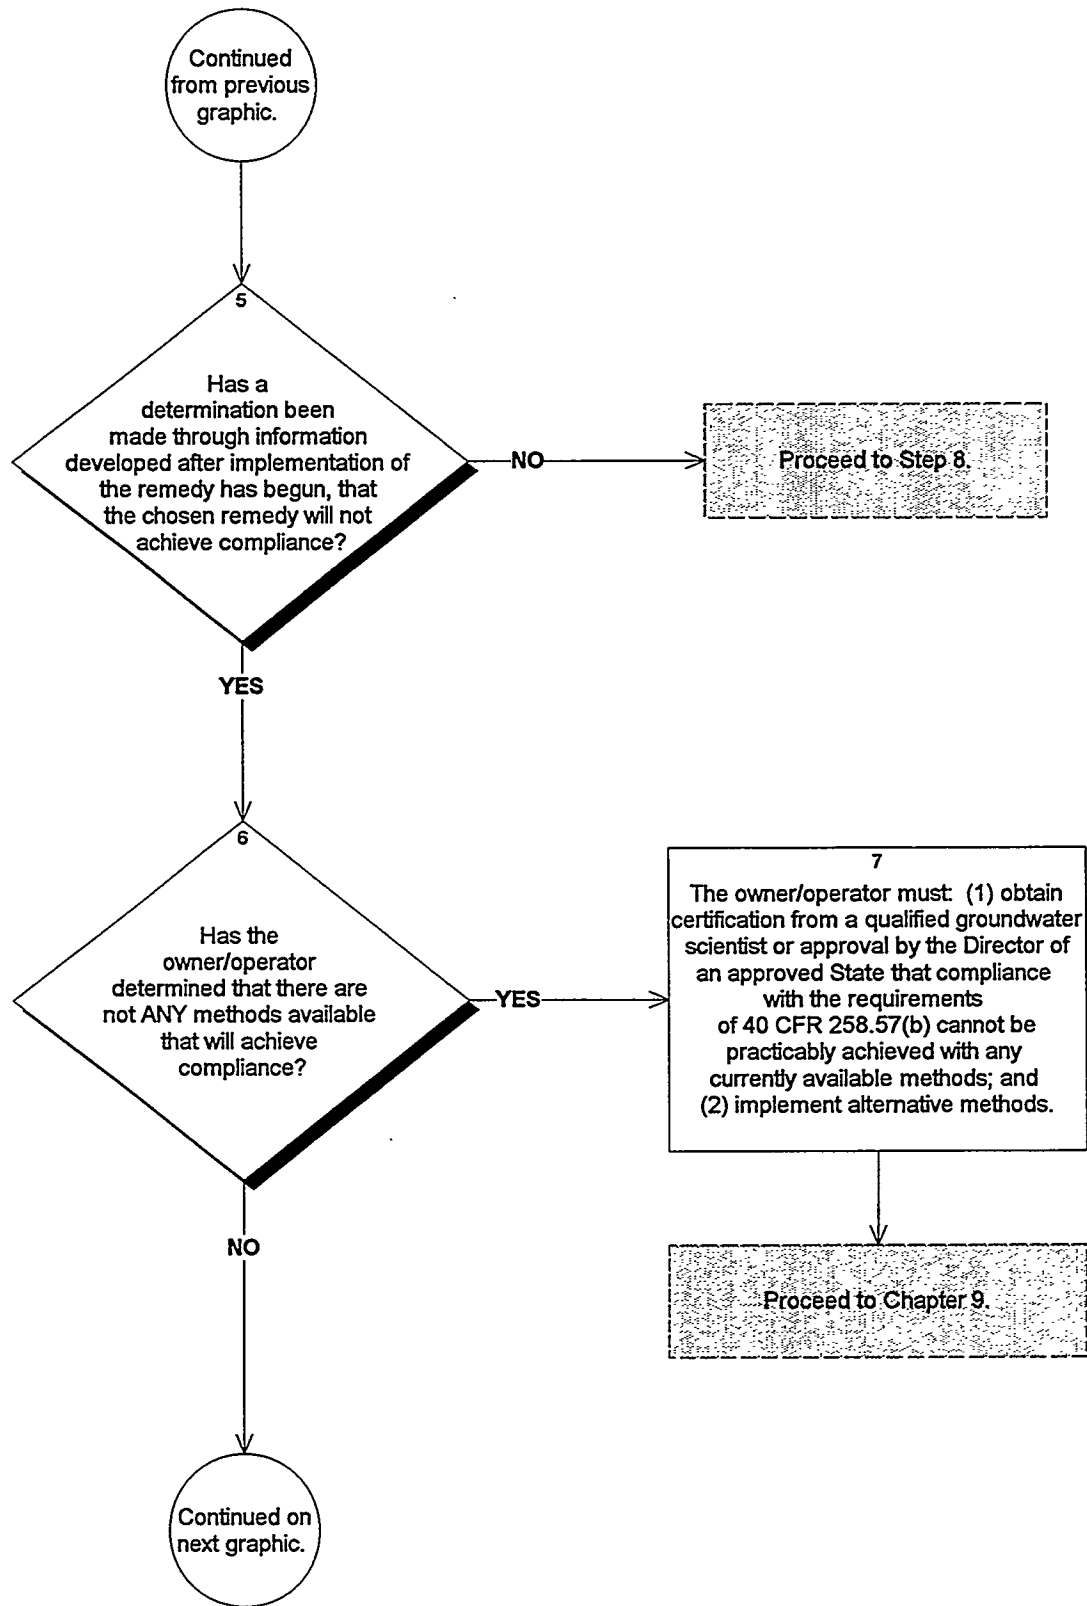 Continued
from previous
graphic.
5
Has a
determination been
made through information
developed after implementation of
the remedy has begun, that
the chosen remedy will not
achieve compliance?
NO
Proceed to Step 8.
YES
6
Has the
owner/operator
determined that there are
not ANY methods available
that will achieve
compliance?
YES
7
The owner/operator must: (1) obtain
certification from a qualified groundwater
scientist or approval by the Director of
an approved State that compliance
with the requirements
of 40 CFR 258.57(b) cannot be
practicably achieved with any
currently available methods; and
(2) implement alternative methods.
Proceed to Chapter 9.
NO
Continued on
next graphic.